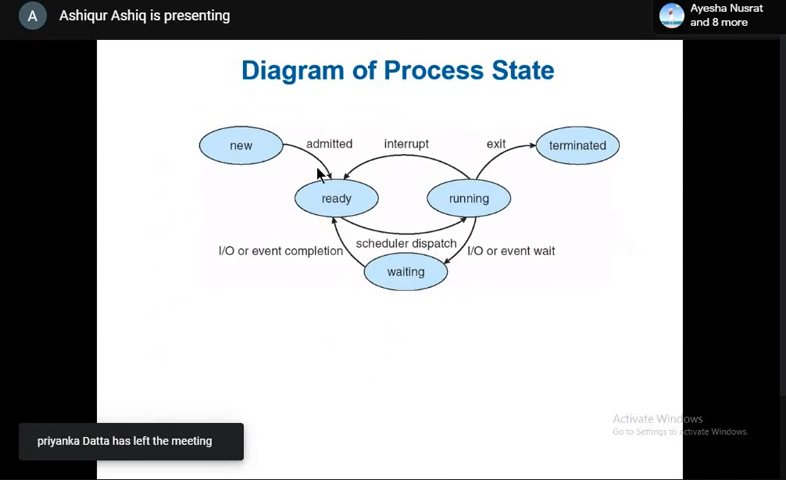 A
Ashiqur Ashiq is presenting
Ayesha Nusrat
and 8 more
Diagram of Process State
new
admitted
interrupt
exit
terminated
ready
running
scheduler dispatch
I/O or event completion
I/O or event wait
waiting
Activate Windows
Go to Settings to activate Windows.
priyanka Datta has left the meeting